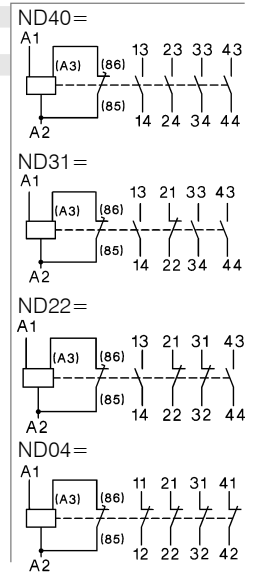 ND40=
A1 13 23 33 43
(A3) (86)
(85)
14 24 34 44
A2
ND31=
A1 13 21 33 43
(A3) (86)
(85)
14 22 34 44
A2
ND22=
A1 13 21 31 43
(A3) (86)
(85)
14 22 32 44
A2
ND04=
A1 11 21 31 41
(A3) (86)
(85)
12 22 32 42
A2